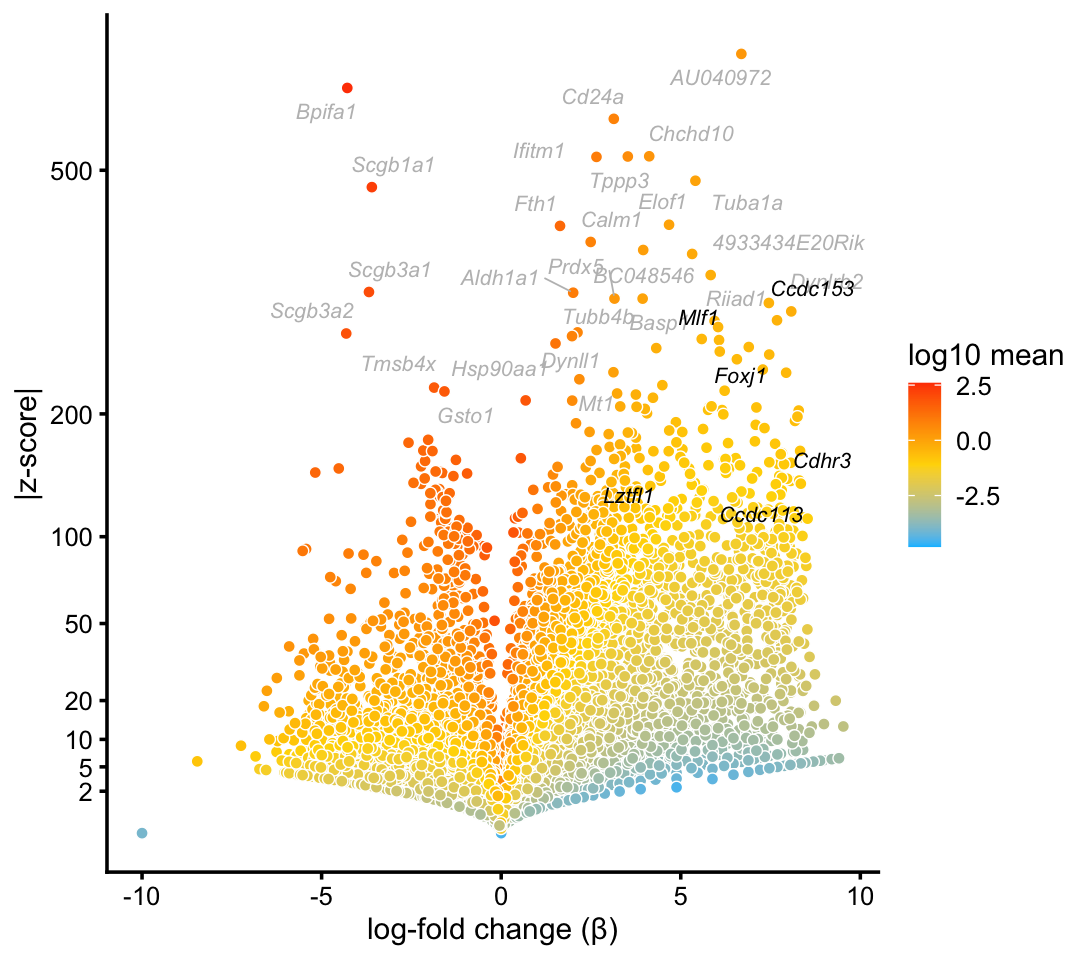 AU040972
Bpifa1
Cd24a
Chchd10
Ifitm1
Scgb1a1
Tppp3
Fth1
Elof1
Tuba1a
Calm1
4933434E20Rik
Scgb3a1
Aldh1a1
Prdx5
BC048546
Dynlrb2
Ccdc153
Riiad1
Scgb3a2
Tubb4b
Basp1
Mlf1
Tmsb4x
Hsp90aa1
Dynll1
Foxj1
Gsto1
Mt1
Cdhr3
Lztfl1
Ccdc113
|z-score|
500
200
100
50
20
10
5
2
-10
-5
0
5
10
log-fold change (β)
log10 mean
2.5
0.0
-2.5